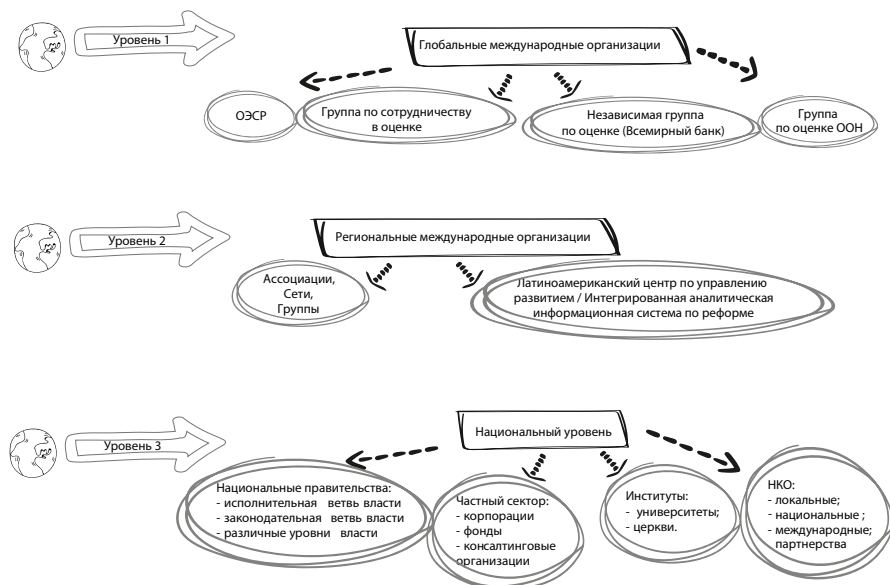 Уровень 1
Глобальные международные организации
ОЭСР
Группа по сотрудничеству
в оценке
Независимая группа
по оценке (Всемирный банк)
Группа
по оценке ООН
Уровень 2
Региональные международные организации
Ассоциации,
Сети,
Группы
Латиноамериканский центр по управлению
развитием / Интегрированная аналитическая
информационная система по реформе
Уровень 3
Национальный уровень
Национальные правительства:
- исполнительная ветвь власти
- законодательная ветвь власти
- различные уровни власти
Частный сектор:
- корпорации
- фонды
- консалтинговые
организации
Институты:
- университеты;
- церкви.
НКО:
- локальные;
- национальные ;
- международные;
партнерства